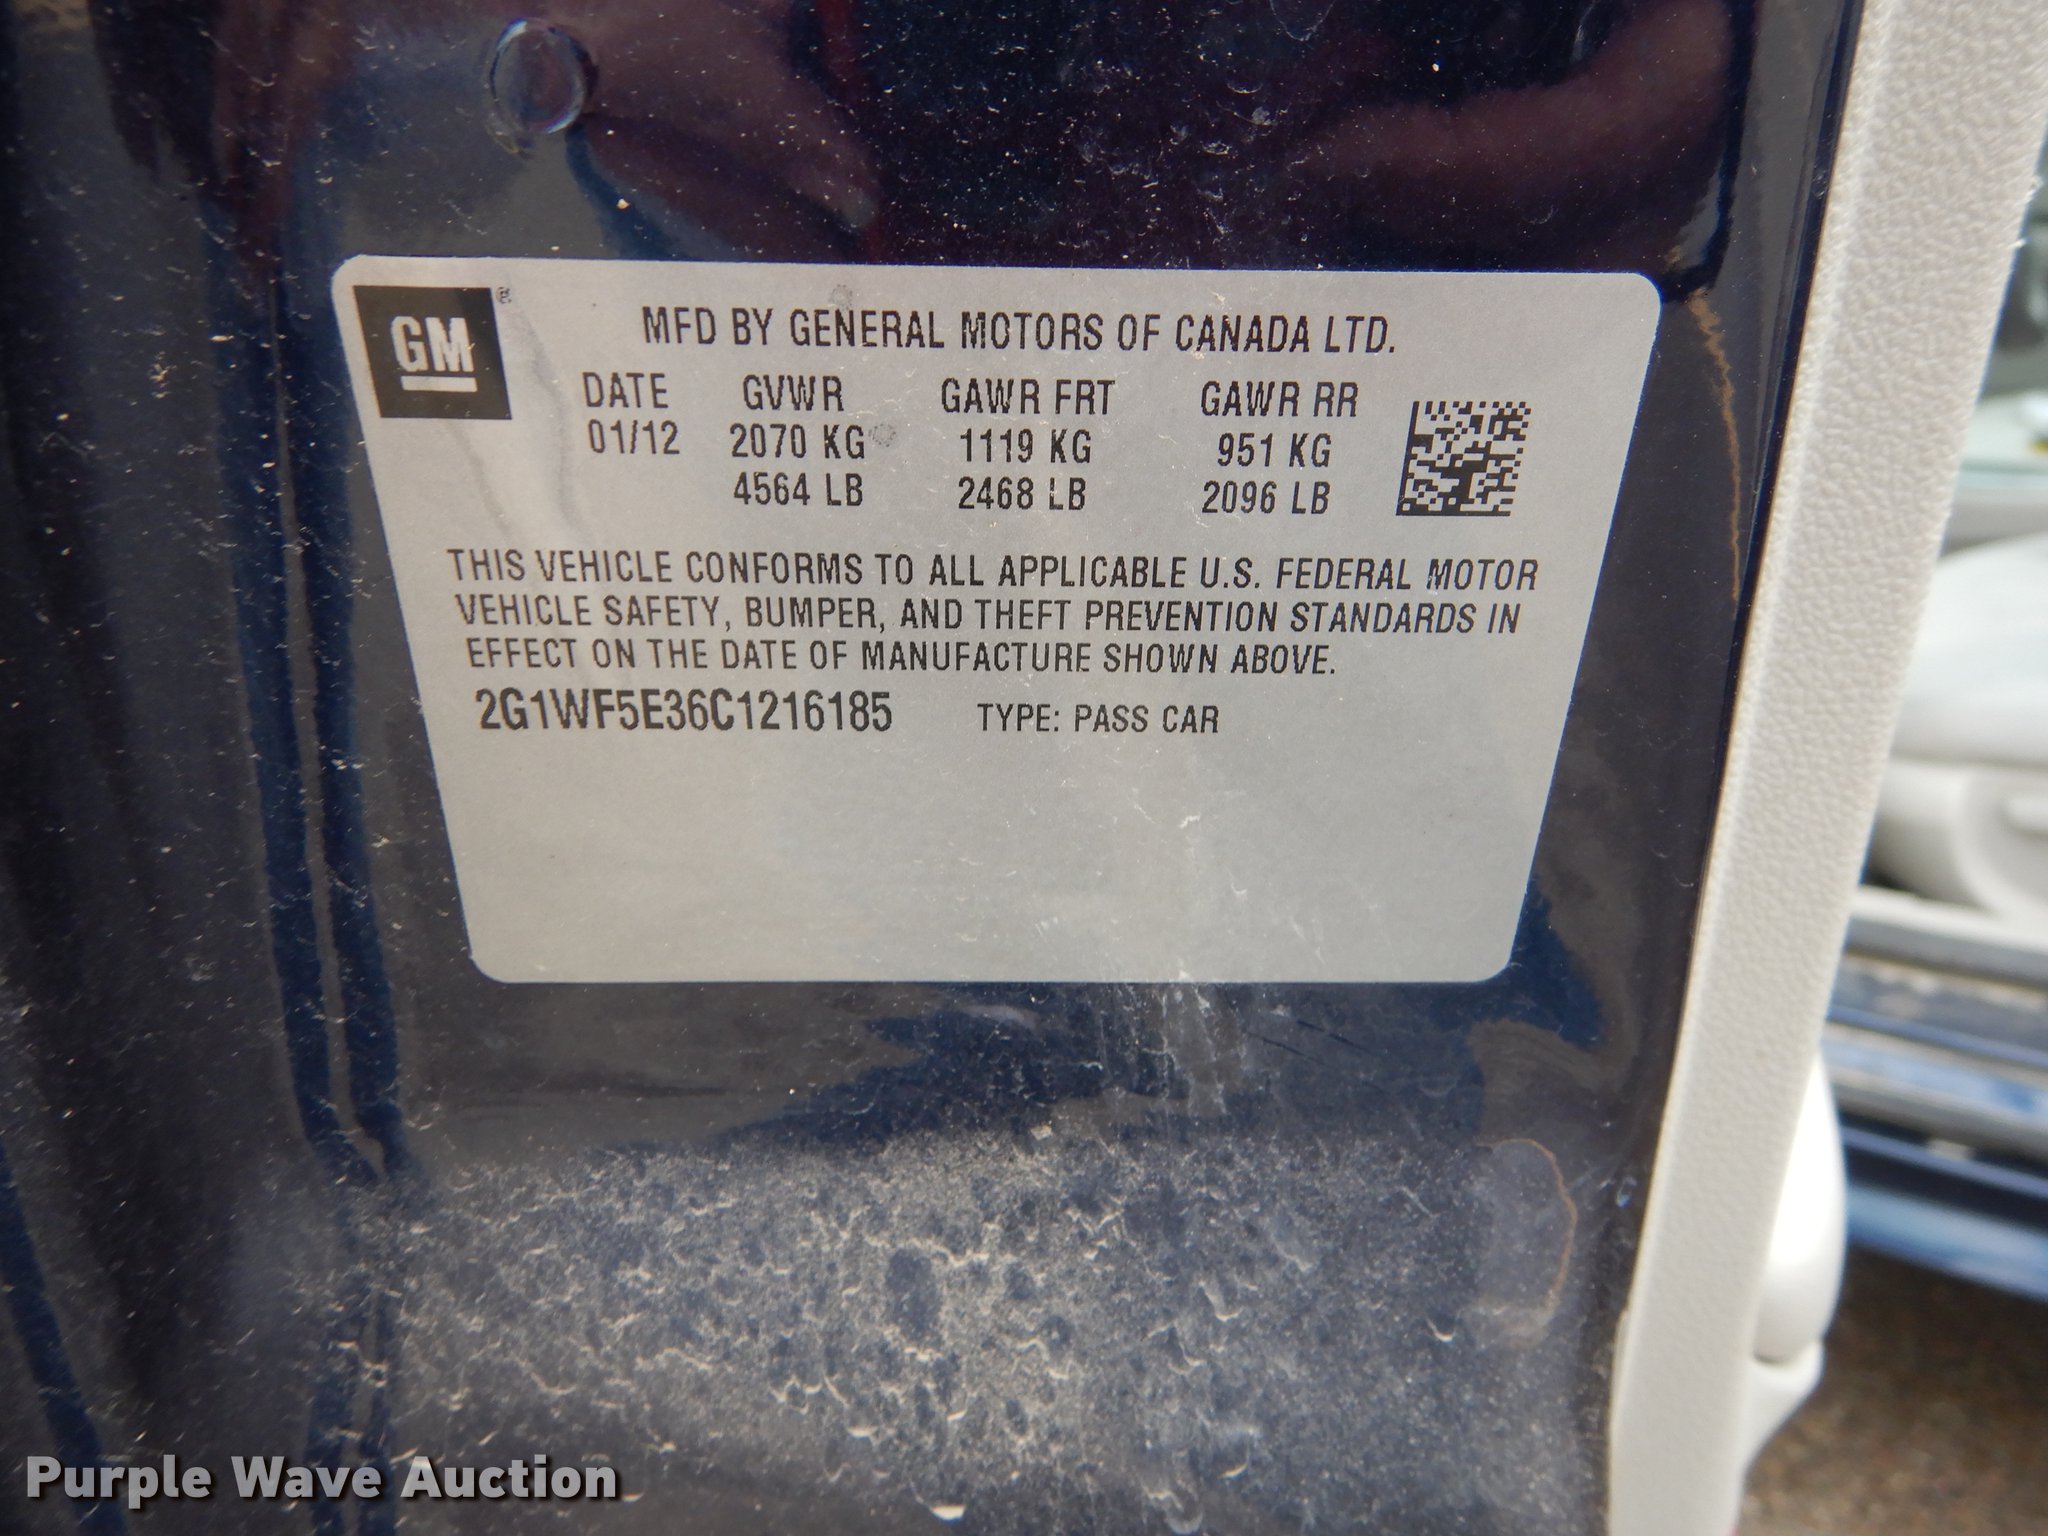 GM ®
MFD BY GENERAL MOTORS OF CANADA LTD.
DATE GVWR GAWR FRT GAWR RR
01/12 2070 KG 1119 KG 951 KG
4564 LB 2468 LB 2096 LB
THIS VEHICLE CONFORMS TO ALL APPLICABLE U.S. FEDERAL MOTOR
VEHICLE SAFETY, BUMPER, AND THEFT PREVENTION STANDARDS IN
EFFECT ON THE DATE OF MANUFACTURE SHOWN ABOVE.
2G1WF5E36C1216185 TYPE: PASS CAR
Purple Wave Auction